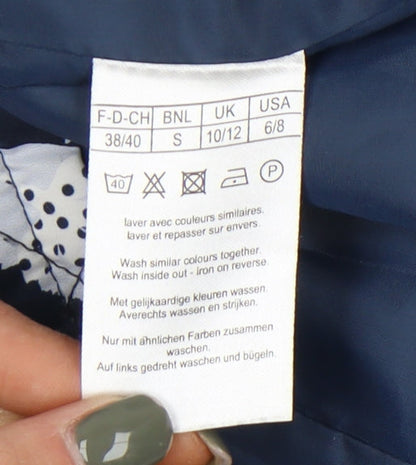 F-D-CH BNL UK USA
38/40 S 10/12 6/8
40 P
laver avec couleurs similaires.
laver et repasser sur envers.
Wash similar colours together.
Wash inside out - iron on reverse.
Met gelijkaardige kleuren wassen.
Averechts wassen en strijken.
Nur mit ähnlichen Farben zusammen
waschen.
Auf links gedreht waschen und bügeln.